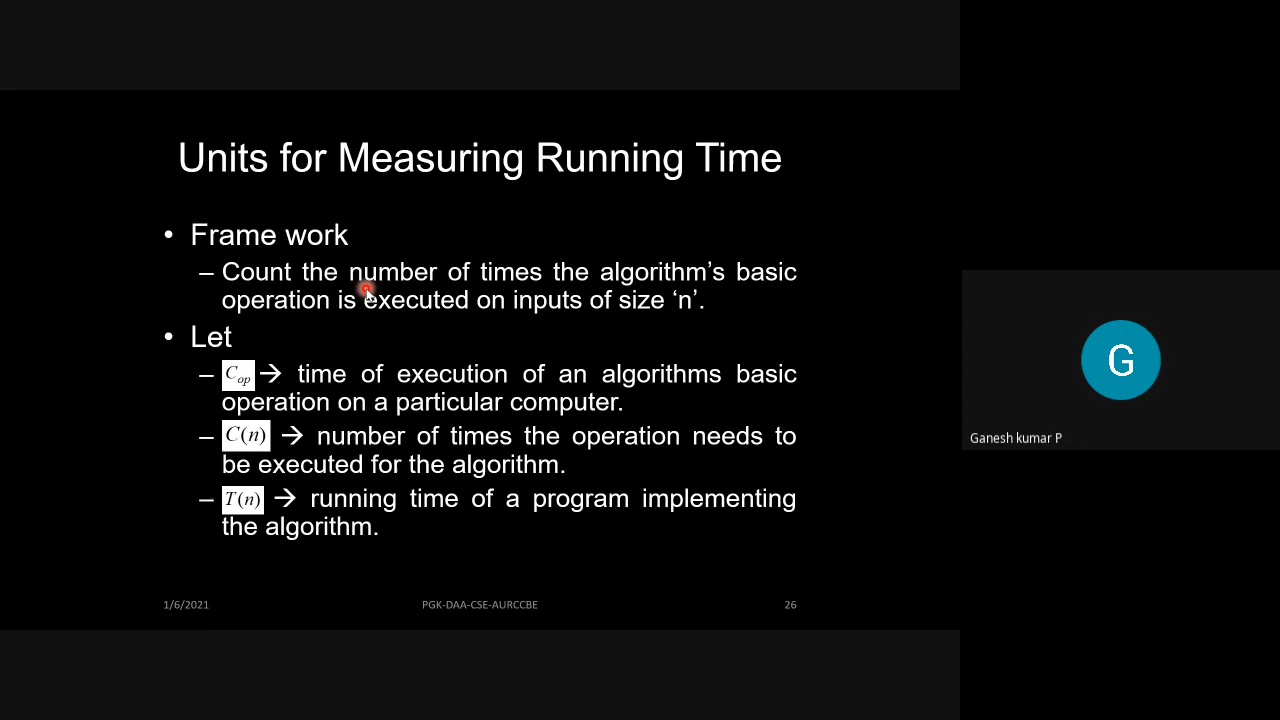 Units for Measuring Running Time
• Frame work
– Count the number of times the algorithm’s basic
operation is executed on inputs of size ‘n’.
• Let
– Cop → time of execution of an algorithms basic
operation on a particular computer.
– C(n) → number of times the operation needs to
be executed for the algorithm.
– T(n) → running time of a program implementing
the algorithm.
1/6/2021 PGK-DAA-CSE-AURCCBE 26
G
Ganesh kumar P